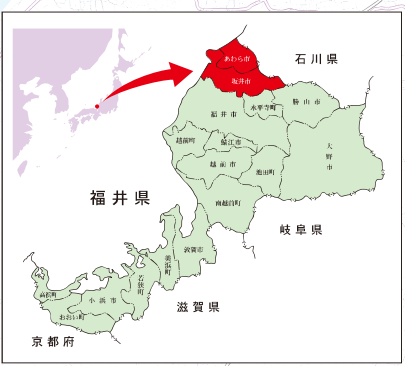 石川県
あわら市
坂井市
永平寺町
勝山市
福井市
越前町
鯖江市
越前市
池田町
大野市
南越前町
福井県
岐阜県
敦賀市
美浜町
若狭町
小浜市
高浜町
おおい町
滋賀県
京都府